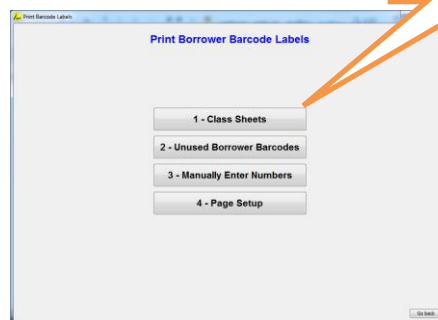 Print Barcode Labels
Print Borrower Barcode Labels
1 - Class Sheets
2 - Unused Borrower Barcodes
3 - Manually Enter Numbers
4 - Page Setup
Go back